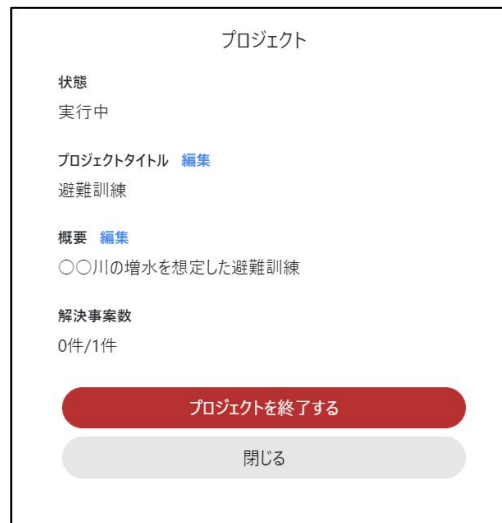 プロジェクト
状態
実行中
プロジェクトタイトル 編集
避難訓練
概要 編集
○○川の増水を想定した避難訓練
解決事案数
0件/1件
プロジェクトを終了する
閉じる